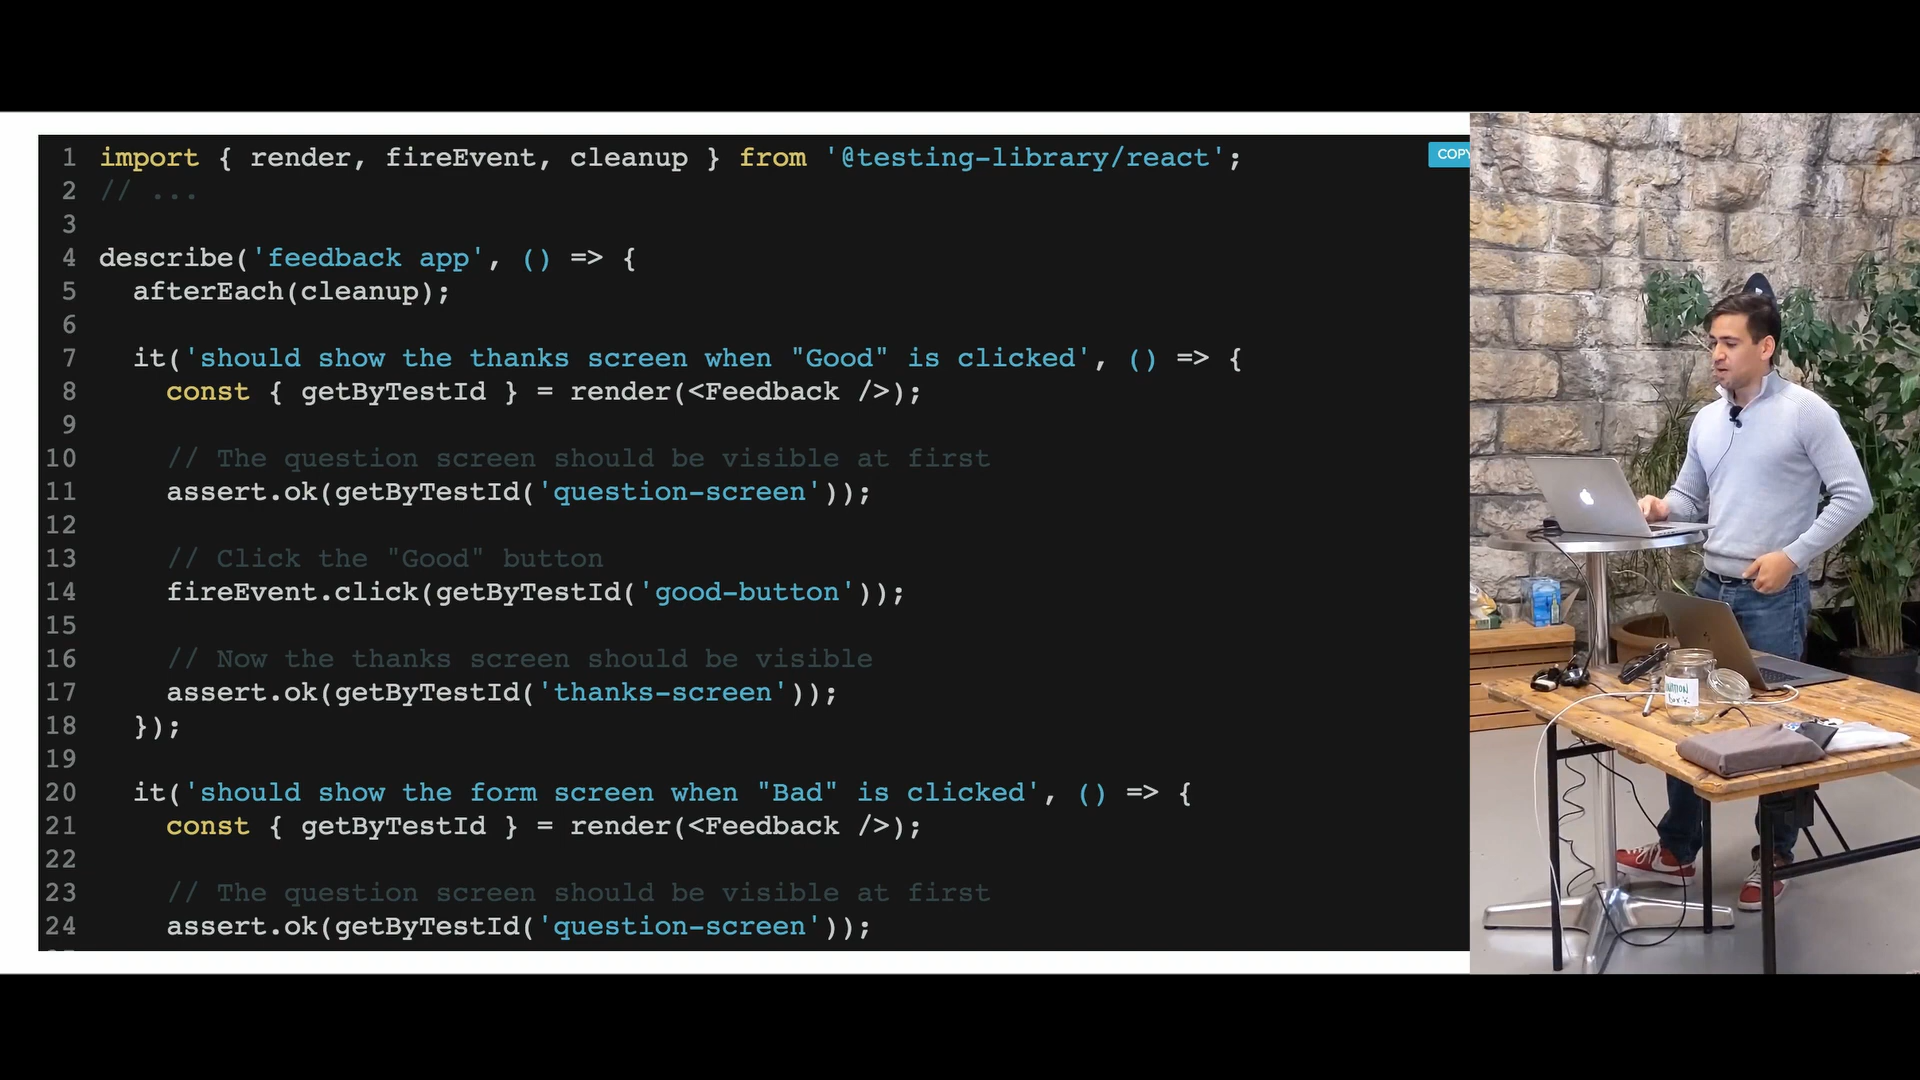 1 import { render, fireEvent, cleanup } from '@testing-library/react';
2 // ...
3
4 describe('feedback app', () => {
5   afterEach(cleanup);
6
7   it('should show the thanks screen when "Good" is clicked', () => {
8     const { getByTestId } = render(<Feedback />);
9
10     // The question screen should be visible at first
11     assert.ok(getByTestId('question-screen'));
12
13     // Click the "Good" button
14     fireEvent.click(getByTestId('good-button'));
15
16     // Now the thanks screen should be visible
17     assert.ok(getByTestId('thanks-screen'));
18   });
19
20   it('should show the form screen when "Bad" is clicked', () => {
21     const { getByTestId } = render(<Feedback />);
22
23     // The question screen should be visible at first
24     assert.ok(getByTestId('question-screen'));
COPY